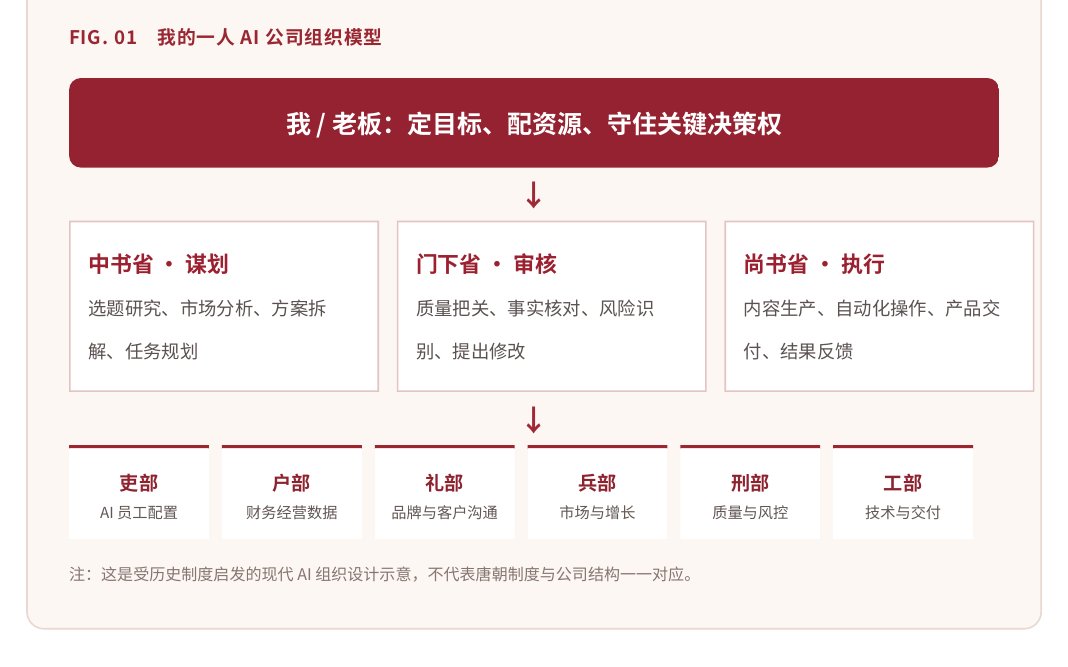 FIG. 01 我的一人 AI 公司组织模型
我 / 老板：定目标、配资源、守住关键决策权
↓
中书省 · 谋划
选题研究、市场分析、方案拆
解、任务规划
门下省 · 审核
质量把关、事实核对、风险识
别、提出修改
尚书省 · 执行
内容生产、自动化操作、产品交
付、结果反馈
↓
吏部
AI 员工配置
户部
财务经营数据
礼部
品牌与客户沟通
兵部
市场与增长
刑部
质量与风控
工部
技术与交付
注：这是受历史制度启发的现代 AI 组织设计示意，不代表唐朝制度与公司结构一一对应。